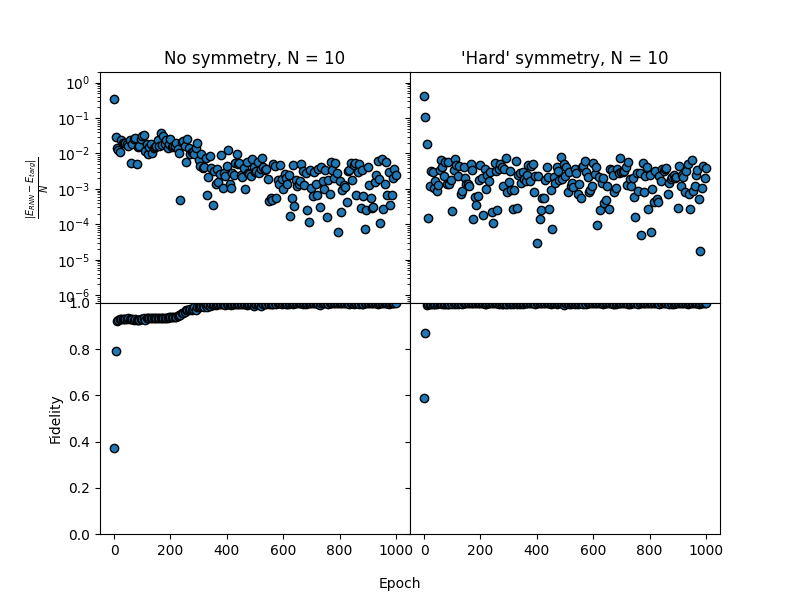 No symmetry, N = 10
'Hard' symmetry, N = 10
10⁰
10⁻¹
10⁻²
10⁻³
10⁻⁴
10⁻⁵
10⁻⁶
|E_RNN − E_targ|
N
1.0
0.8
0.6
0.4
0.2
0.0
Fidelity
0 200 400 600 800 1000
0 200 400 600 800 1000
Epoch